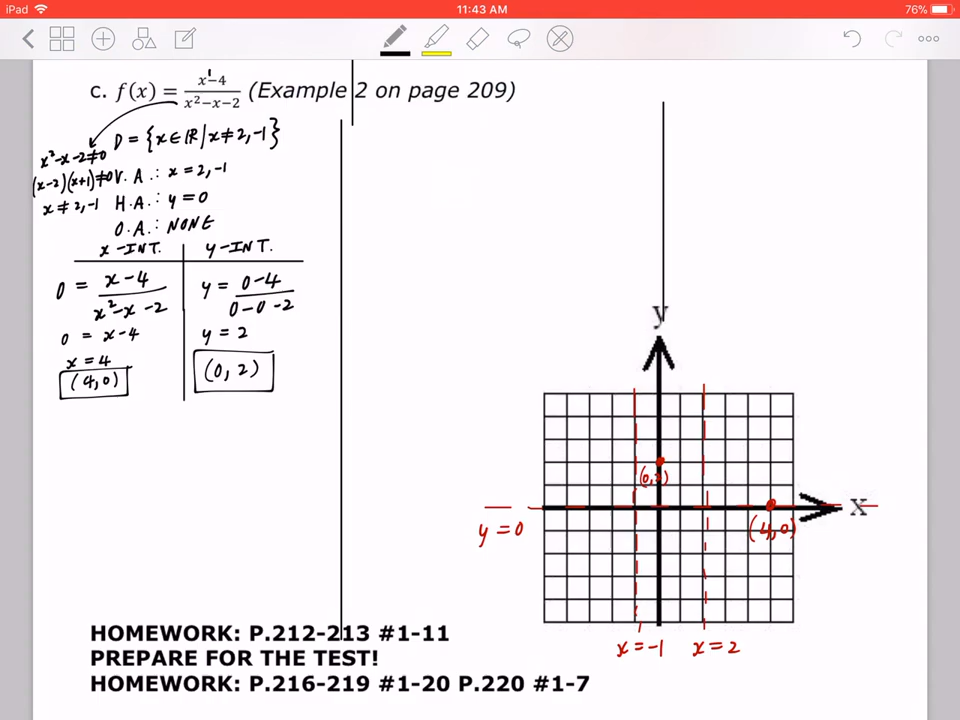 iPad 11:43 AM 76%
c. f(x) = x¹−4 / x²−x−2 (Example 2 on page 209)
D = {x∈ℝ | x≠2,-1}
x²-x-2≠0
(x-2)(x+1)≠0
x≠2,-1
V.A.: x=2,-1
H.A.: y=0
O.A.: NONE
x-INT. y-INT.
0 = x-4 / x²-x-2 y = 0-4 / 0-0-2
0 = x-4 y = 2
x=4 (0, 2)
(4,0)
y
(0,2)
x
y=0 (4,0)
x=-1 x=2
HOMEWORK: P.212-213 #1-11
PREPARE FOR THE TEST!
HOMEWORK: P.216-219 #1-20 P.220 #1-7